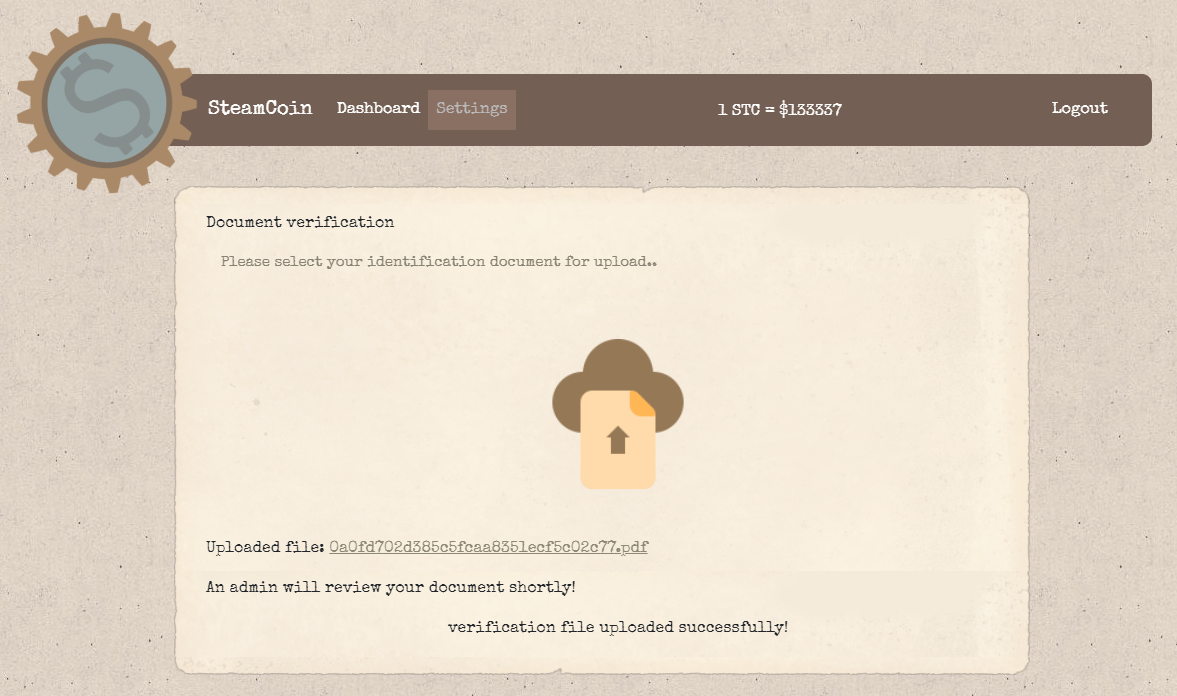 SteamCoin Dashboard Settings 1 STC = $133337 Logout
Document verification
Please select your identification document for upload..
Uploaded file: 0a0fd702d385c5fcaa8351ecf5c02c77.pdf
An admin will review your document shortly!
verification file uploaded successfully!